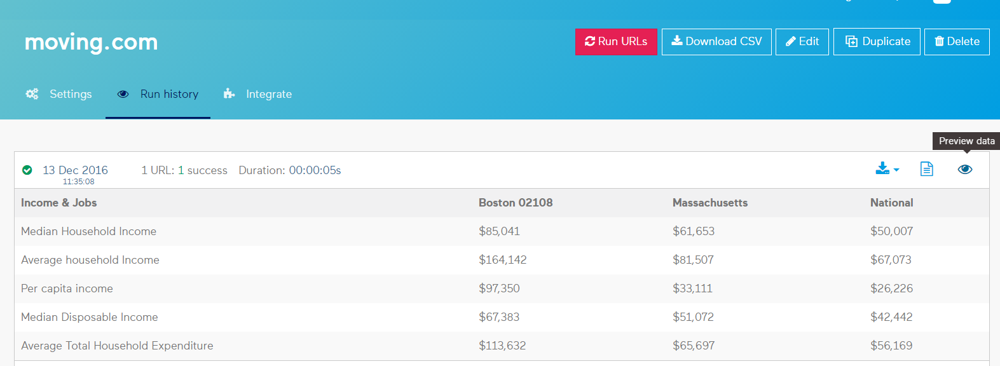 moving.com
Run URLs Download CSV Edit Duplicate Delete
Settings Run history Integrate
Preview data
13 Dec 2016 1 URL: 1 success Duration: 00:00:05s
11:35:08
Income & Jobs Boston 02108 Massachusetts National
Median Household Income $85,041 $61,653 $50,007
Average household Income $164,142 $81,507 $67,073
Per capita income $97,350 $33,111 $26,226
Median Disposable Income $67,383 $51,072 $42,442
Average Total Household Expenditure $113,632 $65,697 $56,169